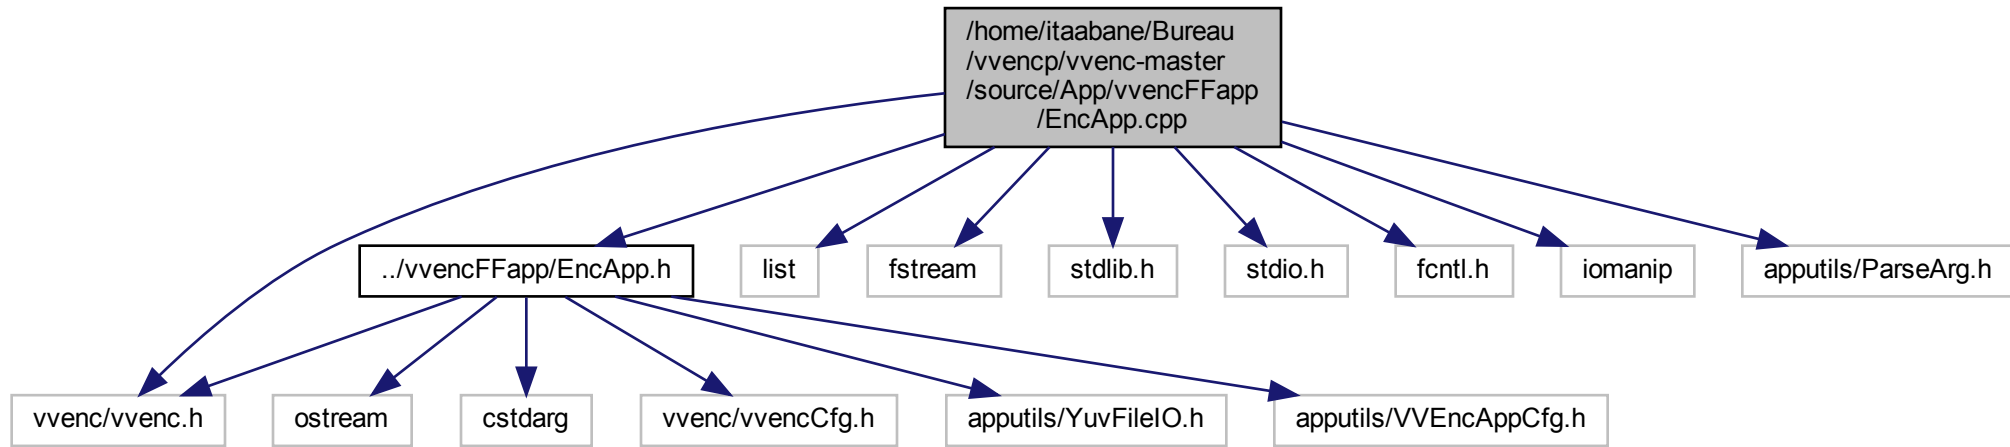 /home/itaabane/Bureau
/vvencp/vvenc-master
/source/App/vvencFFapp
/EncApp.cpp
../vvencFFapp/EncApp.h
list
fstream
stdlib.h
stdio.h
fcntl.h
iomanip
apputils/ParseArg.h
vvenc/vvenc.h
ostream
cstdarg
vvenc/vvencCfg.h
apputils/YuvFileIO.h
apputils/VVEncAppCfg.h